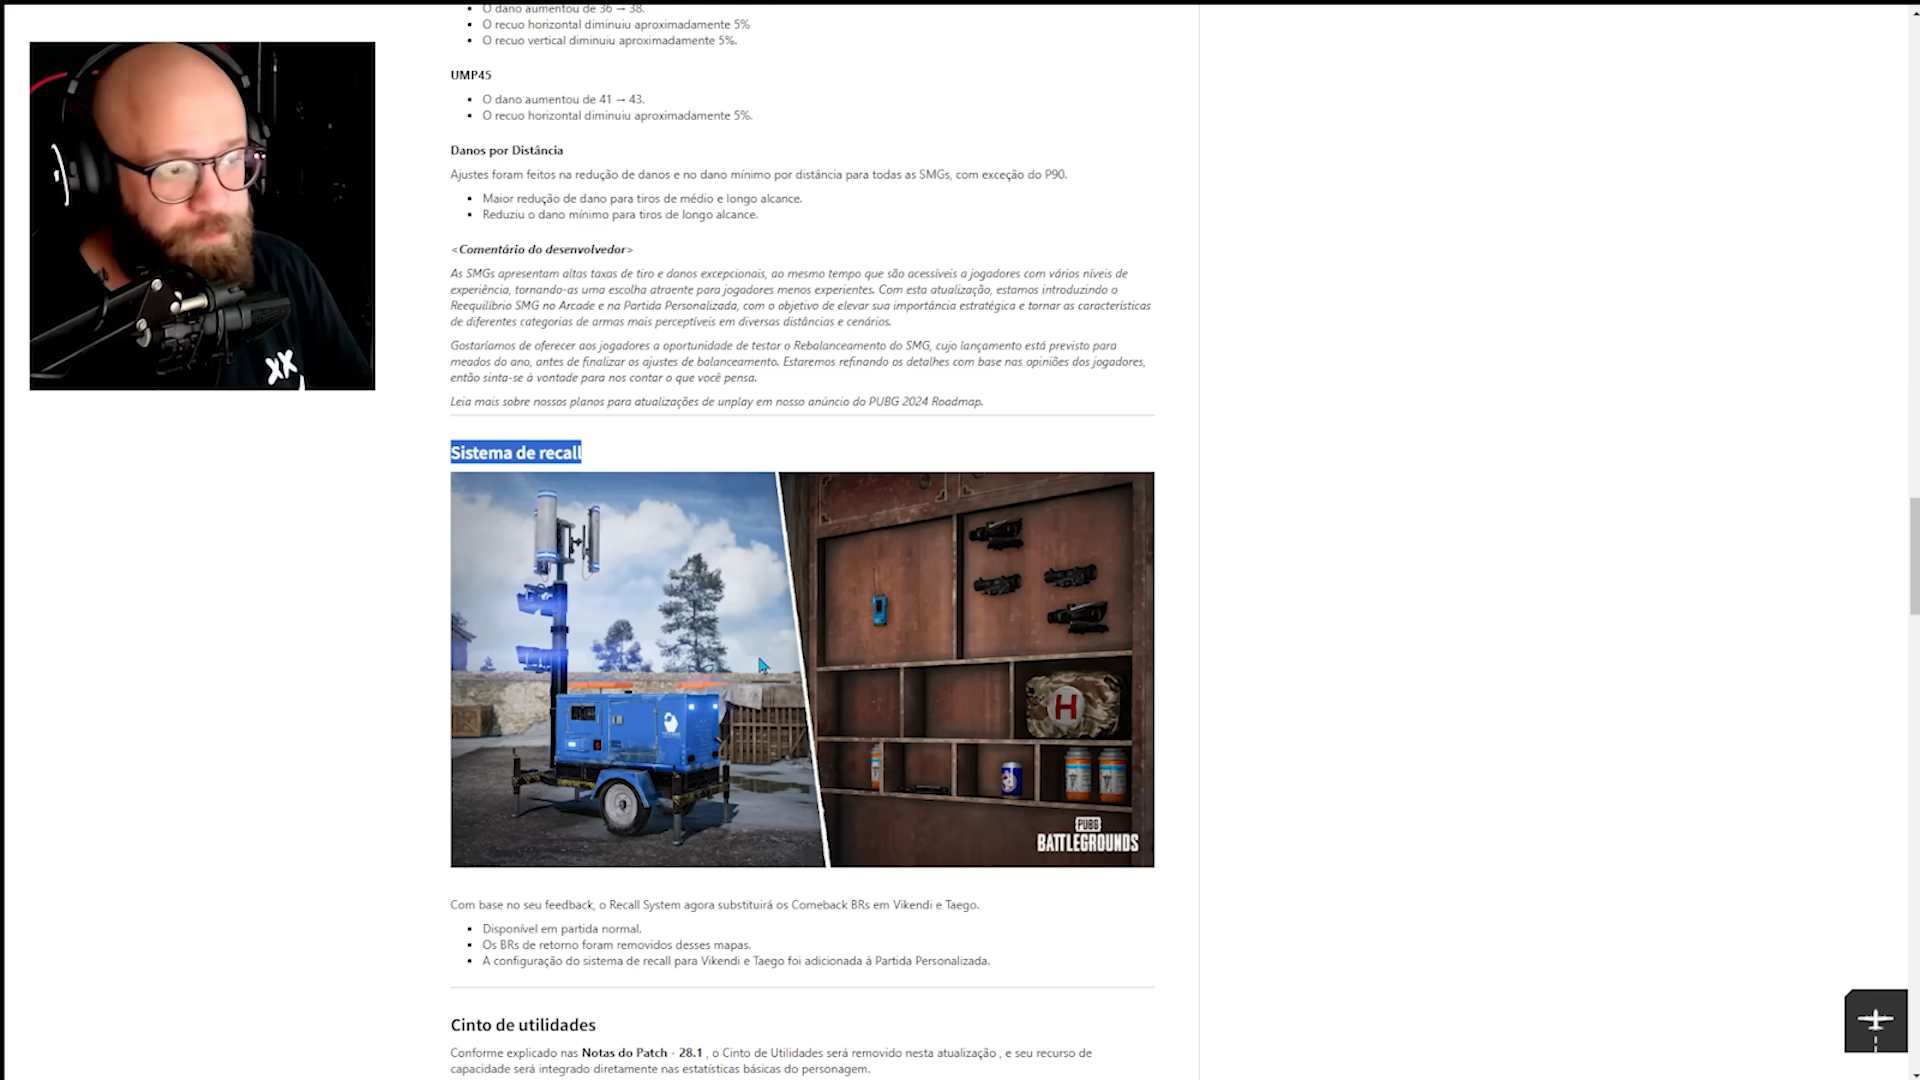 O dano aumentou de 36 → 38.
O recuo horizontal diminuiu aproximadamente 5%
O recuo vertical diminuiu aproximadamente 5%.
UMP45
O dano aumentou de 41 → 43.
O recuo horizontal diminuiu aproximadamente 5%.
Danos por Distância
Ajustes foram feitos na redução de danos e no dano mínimo por distância para todas as SMGs, com exceção do P90.
Maior redução de dano para tiros de médio e longo alcance.
Reduziu o dano mínimo para tiros de longo alcance.
<Comentário do desenvolvedor>
As SMGs apresentam altas taxas de tiro e danos excepcionais, ao mesmo tempo que são acessíveis a jogadores com vários níveis de
experiência, tornando-as uma escolha atraente para jogadores menos experientes. Com esta atualização, estamos introduzindo o
Reequilíbrio SMG no Arcade e na Partida Personalizada, com o objetivo de elevar sua importância estratégica e tornar as características
de diferentes categorias de armas mais perceptíveis em diversas distâncias e cenários.
Gostaríamos de oferecer aos jogadores a oportunidade de testar o Rebalanceamento do SMG, cujo lançamento está previsto para
meados do ano, antes de finalizar os ajustes de balanceamento. Estaremos refinando os detalhes com base nas opiniões dos jogadores,
então sinta-se à vontade para nos contar o que você pensa.
Leia mais sobre nossos planos para atualizações de unplay em nosso anúncio do PUBG 2024 Roadmap.
Sistema de recall
H
PUBG
BATTLEGROUNDS
Com base no seu feedback, o Recall System agora substituirá os Comeback BRs em Vikendi e Taego.
Disponível em partida normal.
Os BRs de retorno foram removidos desses mapas.
A configuração do sistema de recall para Vikendi e Taego foi adicionada à Partida Personalizada.
Cinto de utilidades
Conforme explicado nas Notas do Patch - 28.1 , o Cinto de Utilidades será removido nesta atualização , e seu recurso de
capacidade será integrado diretamente nas estatísticas básicas do personagem.